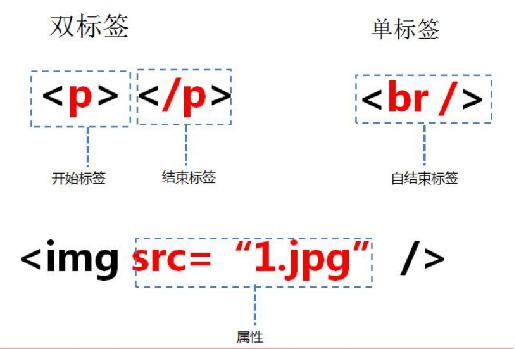 双标签 单标签
<p> </p> <br />
开始标签 结束标签 自结束标签
<img src= “1.jpg” />
属性